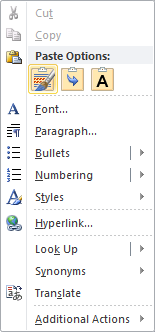 Cut
Copy
Paste Options:
Font...
Paragraph...
Bullets
Numbering
Styles
Hyperlink...
Look Up
Synonyms
Translate
Additional Actions